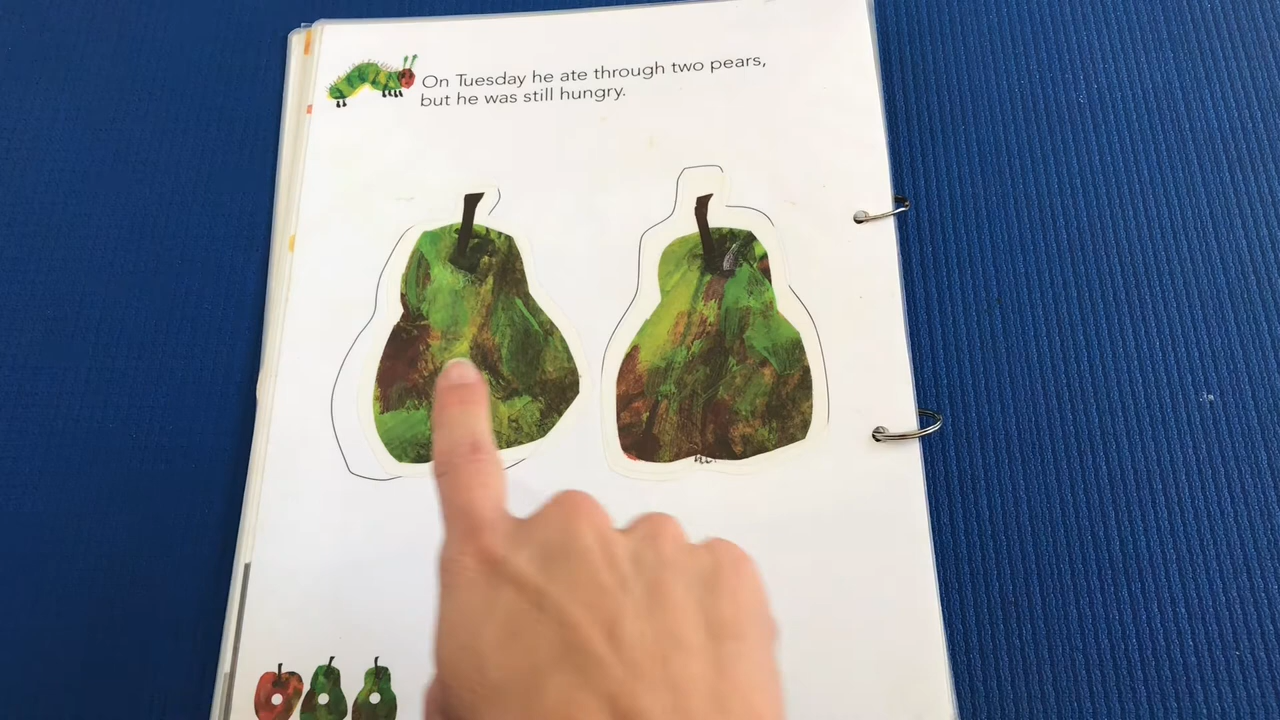 On Tuesday he ate through two pears,
but he was still hungry.